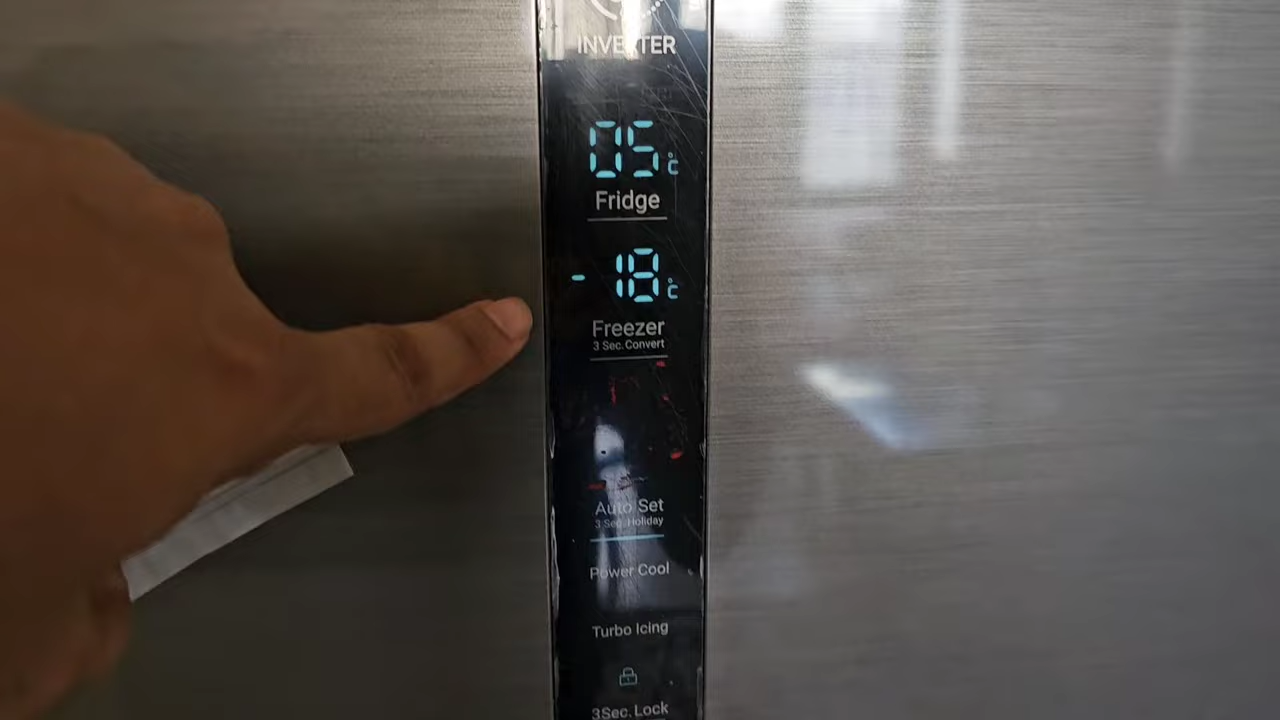 INVERTER
05°C
Fridge
-18°C
Freezer
3 Sec.Convert
Auto Set
3 Sec.Holiday
Power Cool
Turbo Icing
3Sec.Lock